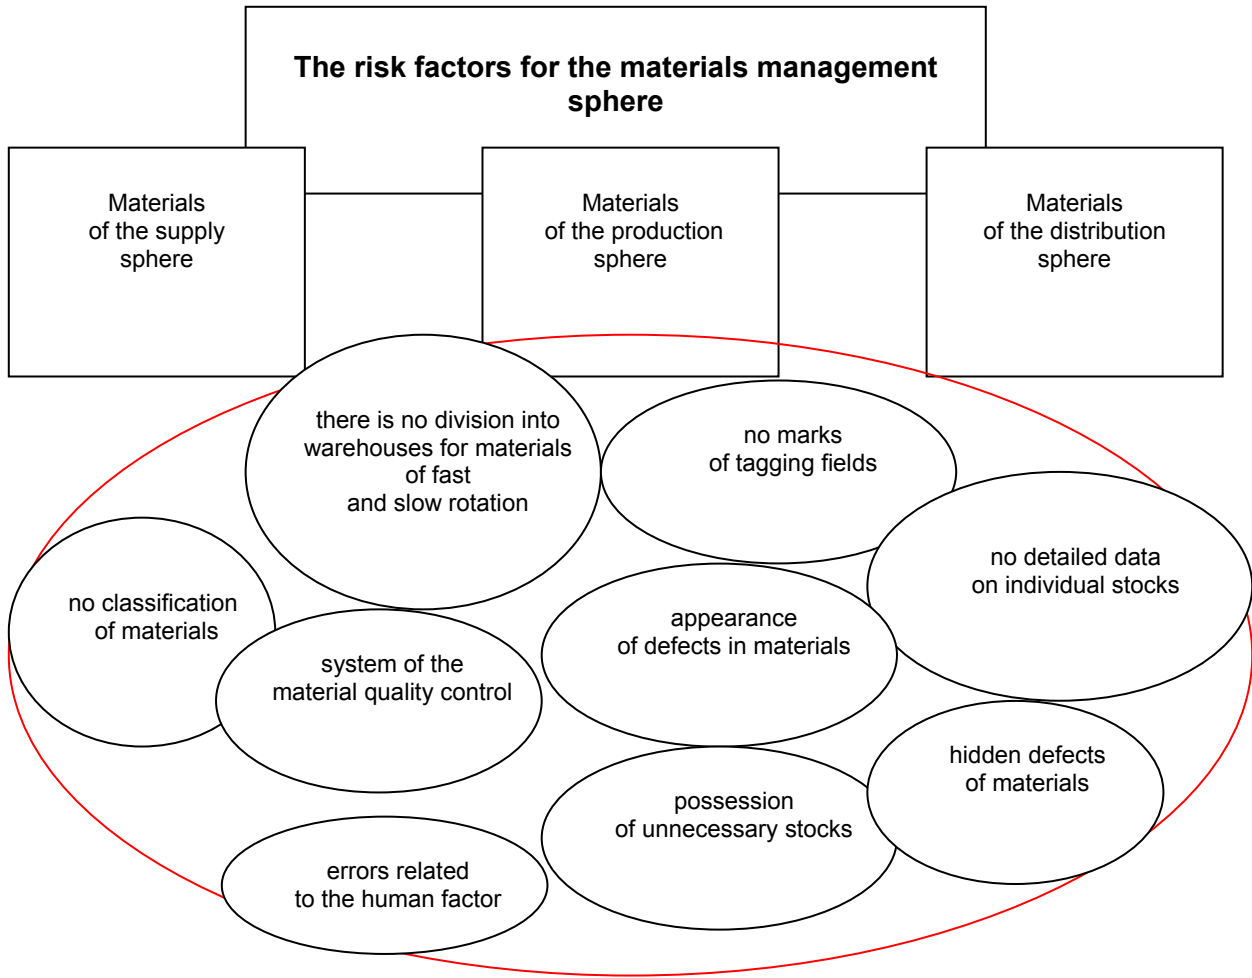 The risk factors for the materials management
sphere
Materials
of the supply
sphere
Materials
of the production
sphere
Materials
of the distribution
sphere
there is no division into
warehouses for materials
of fast
and slow rotation
no marks
of tagging fields
no detailed data
on individual stocks
no classification
of materials
appearance
of defects in materials
system of the
material quality control
hidden defects
of materials
possession
of unnecessary stocks
errors related
to the human factor